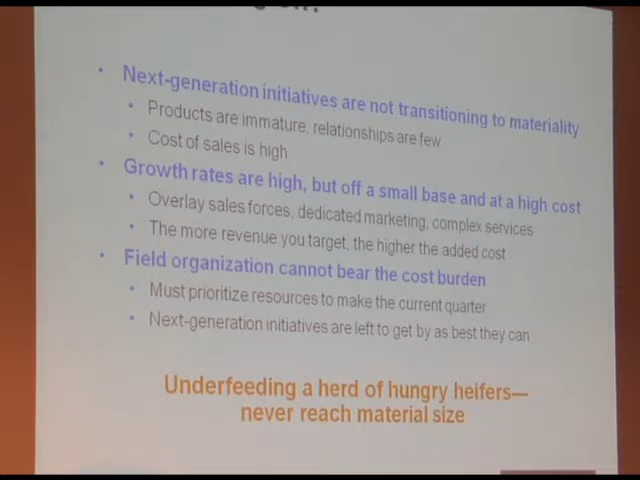 • Next-generation initiatives are not transitioning to materiality
• Products are immature, relationships are few
• Cost of sales is high
• Growth rates are high, but off a small base and at a high cost
• Overlay sales forces, dedicated marketing, complex services
• The more revenue you target, the higher the added cost
• Field organization cannot bear the cost burden
• Must prioritize resources to make the current quarter
• Next-generation initiatives are left to get by as best they can
Underfeeding a herd of hungry heifers—
never reach material size